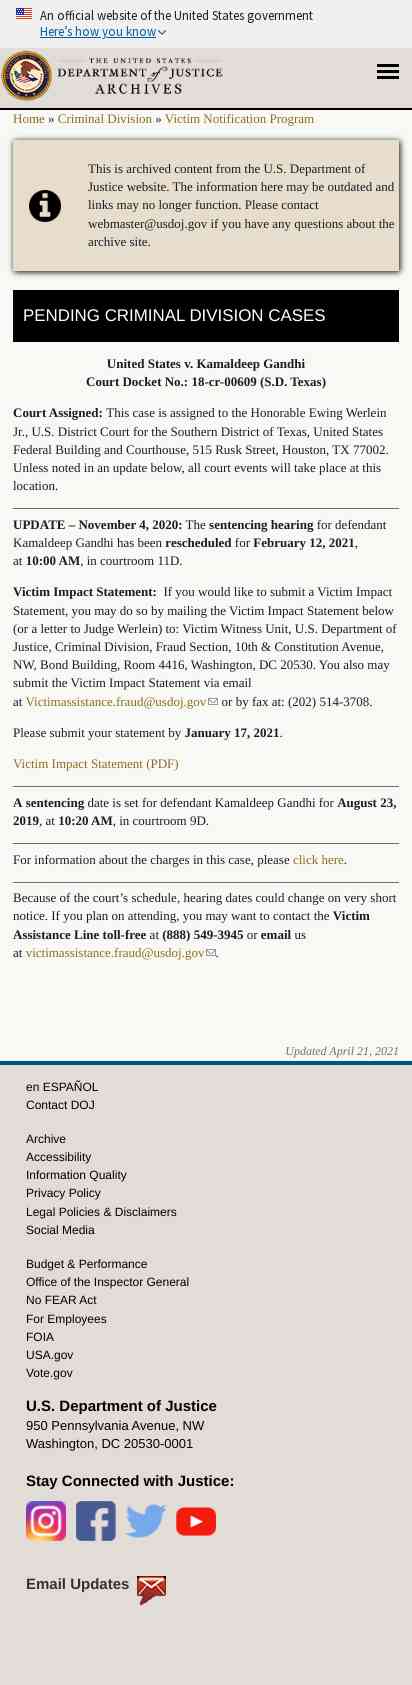 An official website of the United States government
Here's how you know
THE UNITED STATES
DEPARTMENT of JUSTICE
ARCHIVES
Home » Criminal Division » Victim Notification Program
This is archived content from the U.S. Department of
Justice website. The information here may be outdated and
links may no longer function. Please contact
webmaster@usdoj.gov if you have any questions about the
archive site.
PENDING CRIMINAL DIVISION CASES
United States v. Kamaldeep Gandhi
Court Docket No.: 18-cr-00609 (S.D. Texas)
Court Assigned: This case is assigned to the Honorable Ewing Werlein
Jr., U.S. District Court for the Southern District of Texas, United States
Federal Building and Courthouse, 515 Rusk Street, Houston, TX 77002.
Unless noted in an update below, all court events will take place at this
location.
UPDATE – November 4, 2020: The sentencing hearing for defendant
Kamaldeep Gandhi has been rescheduled for February 12, 2021,
at 10:00 AM, in courtroom 11D.
Victim Impact Statement:  If you would like to submit a Victim Impact
Statement, you may do so by mailing the Victim Impact Statement below
(or a letter to Judge Werlein) to: Victim Witness Unit, U.S. Department of
Justice, Criminal Division, Fraud Section, 10th & Constitution Avenue,
NW, Bond Building, Room 4416, Washington, DC 20530. You also may
submit the Victim Impact Statement via email
at Victimassistance.fraud@usdoj.gov or by fax at: (202) 514-3708.
Please submit your statement by January 17, 2021.
Victim Impact Statement (PDF)
A sentencing date is set for defendant Kamaldeep Gandhi for August 23,
2019, at 10:20 AM, in courtroom 9D.
For information about the charges in this case, please click here.
Because of the court's schedule, hearing dates could change on very short
notice. If you plan on attending, you may want to contact the Victim
Assistance Line toll-free at (888) 549-3945 or email us
at victimassistance.fraud@usdoj.gov.
Updated April 21, 2021
en ESPAÑOL
Contact DOJ
Archive
Accessibility
Information Quality
Privacy Policy
Legal Policies & Disclaimers
Social Media
Budget & Performance
Office of the Inspector General
No FEAR Act
For Employees
FOIA
USA.gov
Vote.gov
U.S. Department of Justice
950 Pennsylvania Avenue, NW
Washington, DC 20530-0001
Stay Connected with Justice:
Email Updates